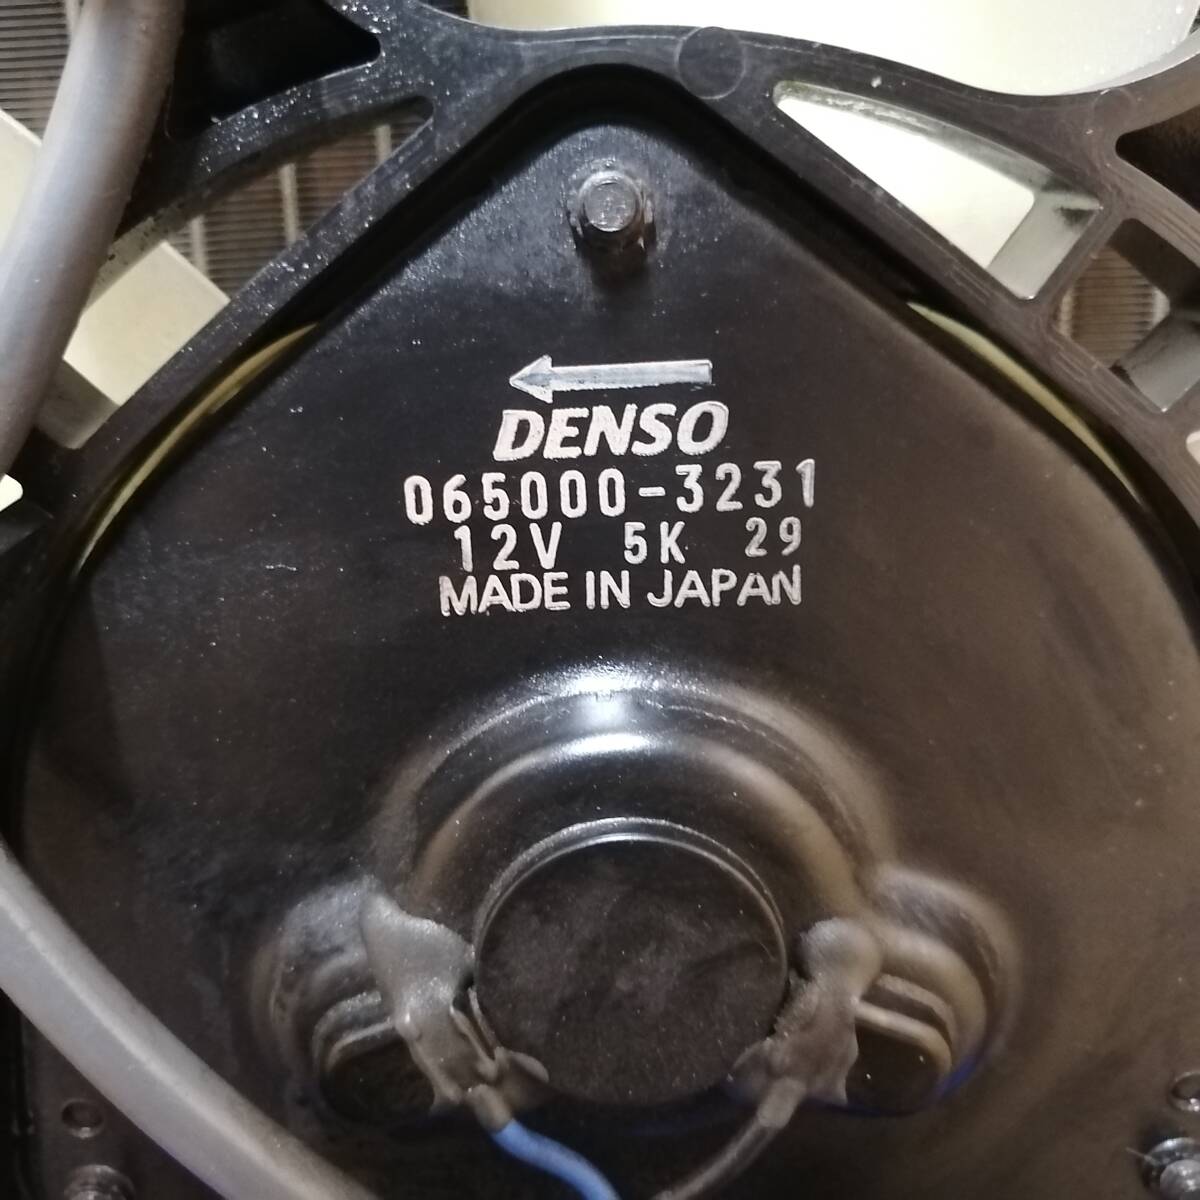 DENSO
065000-3231
12V 5K 29
MADE IN JAPAN